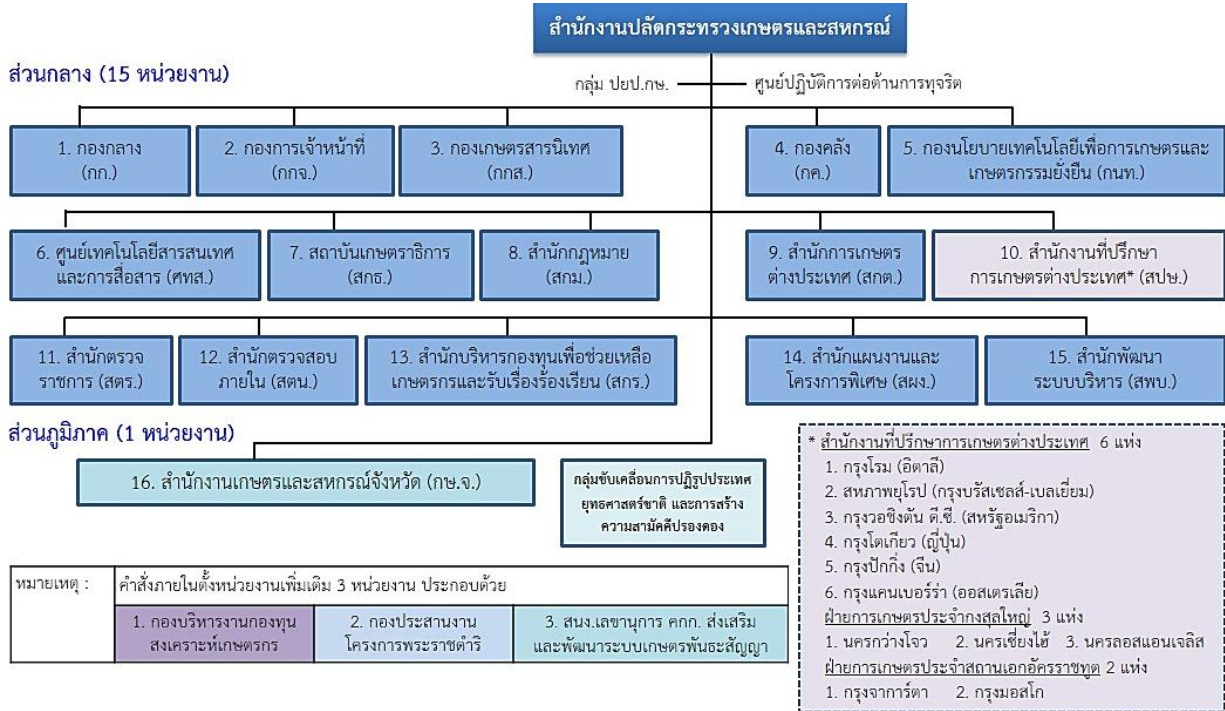 สำนักงานปลัดกระทรวงเกษตรและสหกรณ์
ส่วนกลาง (15 หน่วยงาน)
กลุ่ม ปยป.กษ.
ศูนย์ปฏิบัติการต่อต้านการทุจริต
1. กองกลาง
(กก.)
2. กองการเจ้าหน้าที่
(กกจ.)
3. กองเกษตรสารนิเทศ
(กกส.)
4. กองคลัง
(กค.)
5. กองนโยบายเทคโนโลยีเพื่อการเกษตรและ
เกษตรกรรมยั่งยืน (กนท.)
6. ศูนย์เทคโนโลยีสารสนเทศ
และการสื่อสาร (ศทส.)
7. สถาบันเกษตราธิการ
(สกธ.)
8. สำนักกฎหมาย
(สกม.)
9. สำนักการเกษตร
ต่างประเทศ (สกต.)
10. สำนักงานที่ปรึกษา
การเกษตรต่างประเทศ* (สปษ.)
11. สำนักตรวจ
ราชการ (สตร.)
12. สำนักตรวจสอบ
ภายใน (สตน.)
13. สำนักบริหารกองทุนเพื่อช่วยเหลือ
เกษตรกรและรับเรื่องร้องเรียน (สกร.)
14. สำนักแผนงานและ
โครงการพิเศษ (สผง.)
15. สำนักพัฒนา
ระบบบริหาร (สพบ.)
ส่วนภูมิภาค (1 หน่วยงาน)
16. สำนักงานเกษตรและสหกรณ์จังหวัด (กษ.จ.)
กลุ่มขับเคลื่อนการปฏิรูปประเทศ
ยุทธศาสตร์ชาติ และการสร้าง
ความสามัคคีปรองดอง
* สำนักงานที่ปรึกษาการเกษตรต่างประเทศ 6 แห่ง
1. กรุงโรม (อิตาลี)
2. สหภาพยุโรป (กรุงบรัสเซลส์-เบลเยี่ยม)
3. กรุงวอชิงตัน ดี.ซี. (สหรัฐอเมริกา)
4. กรุงโตเกียว (ญี่ปุ่น)
5. กรุงปักกิ่ง (จีน)
6. กรุงแคนเบอร์ร่า (ออสเตรเลีย)
ฝ่ายการเกษตรประจำกงสุลใหญ่ 3 แห่ง
1. นครกว่างโจว 2. นครเซี่ยงไฮ้ 3. นครลอสแอนเจลิส
ฝ่ายการเกษตรประจำสถานเอกอัครราชทูต 2 แห่ง
1. กรุงจาการ์ตา 2. กรุงมอสโก
หมายเหตุ : คำสั่งภายในตั้งหน่วยงานเพิ่มเติม 3 หน่วยงาน ประกอบด้วย
1. กองบริหารงานกองทุน
สงเคราะห์เกษตรกร
2. กองประสานงาน
โครงการพระราชดำริ
3. สนง.เลขานุการ คกก. ส่งเสริม
และพัฒนาระบบเกษตรพันธะสัญญา